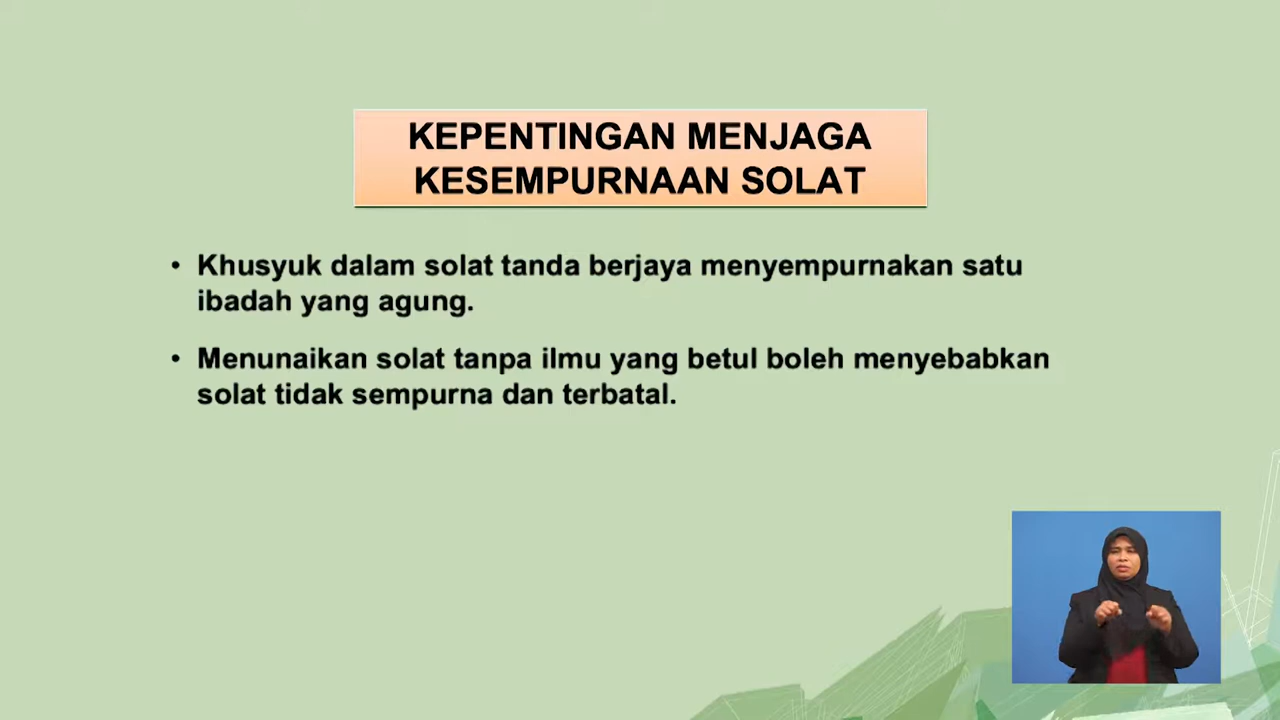 KEPENTINGAN MENJAGA
KESEMPURNAAN SOLAT
• Khusyuk dalam solat tanda berjaya menyempurnakan satu
ibadah yang agung.
• Menunaikan solat tanpa ilmu yang betul boleh menyebabkan
solat tidak sempurna dan terbatal.